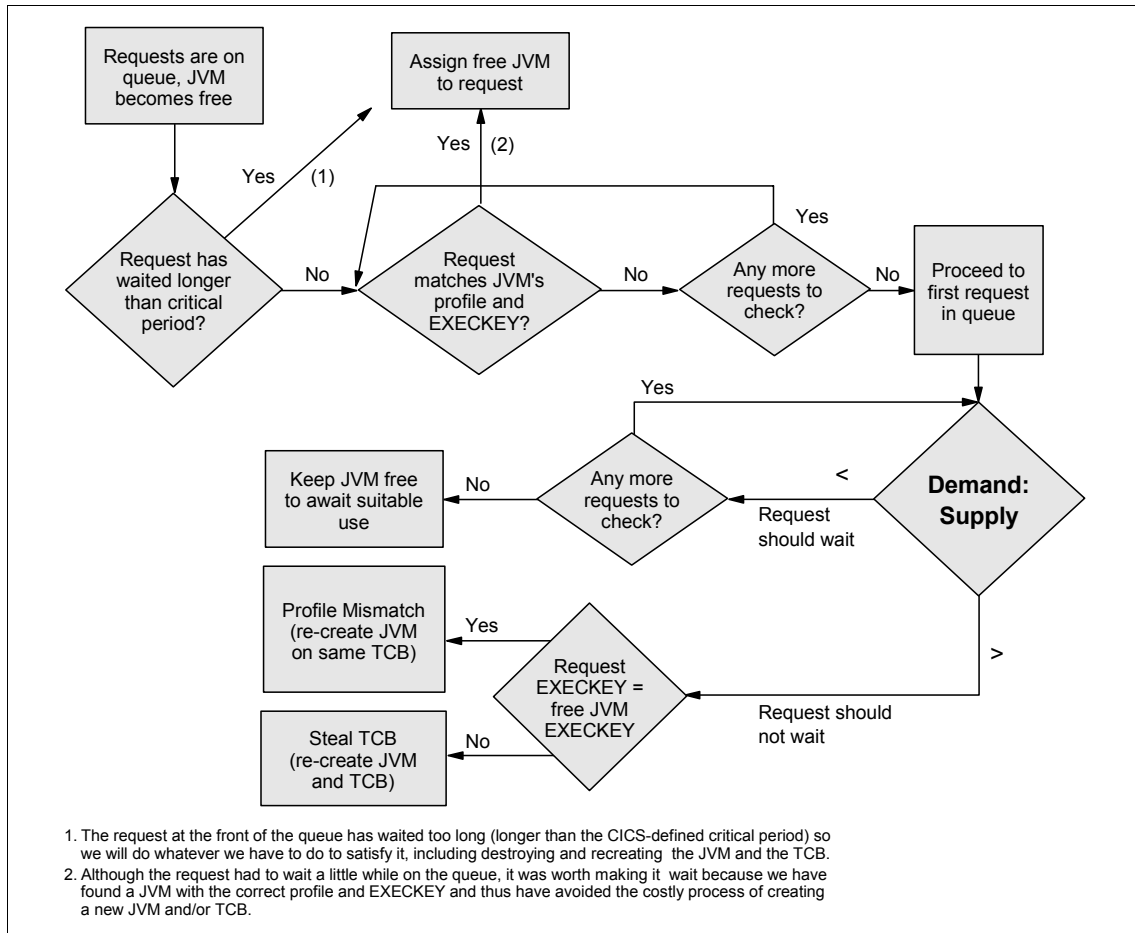 Requests are on
queue, JVM
becomes free
Assign free JVM
to request
Yes
(1)
Yes
(2)
Yes
Request has
waited longer
than critical
period?
No
Request
matches JVM's
profile and
EXECKEY?
No
Any more
requests to
check?
No
Proceed to
first request
in queue
Yes
Keep JVM free
to await suitable
use
No
Any more
requests to
check?
<
Request
should wait
Demand:
Supply
Profile Mismatch
(re-create JVM
on same TCB)
Yes
Request
EXECKEY =
free JVM
EXECKEY
>
Request should
not wait
Steal TCB
(re-create JVM
and TCB)
No
1. The request at the front of the queue has waited too long (longer than the CICS-defined critical period) so
we will do whatever we have to do to satisfy it, including destroying and recreating the JVM and the TCB.
2. Although the request had to wait a little while on the queue, it was worth making it wait because we have
found a JVM with the correct profile and EXECKEY and thus have avoided the costly process of creating
a new JVM and/or TCB.